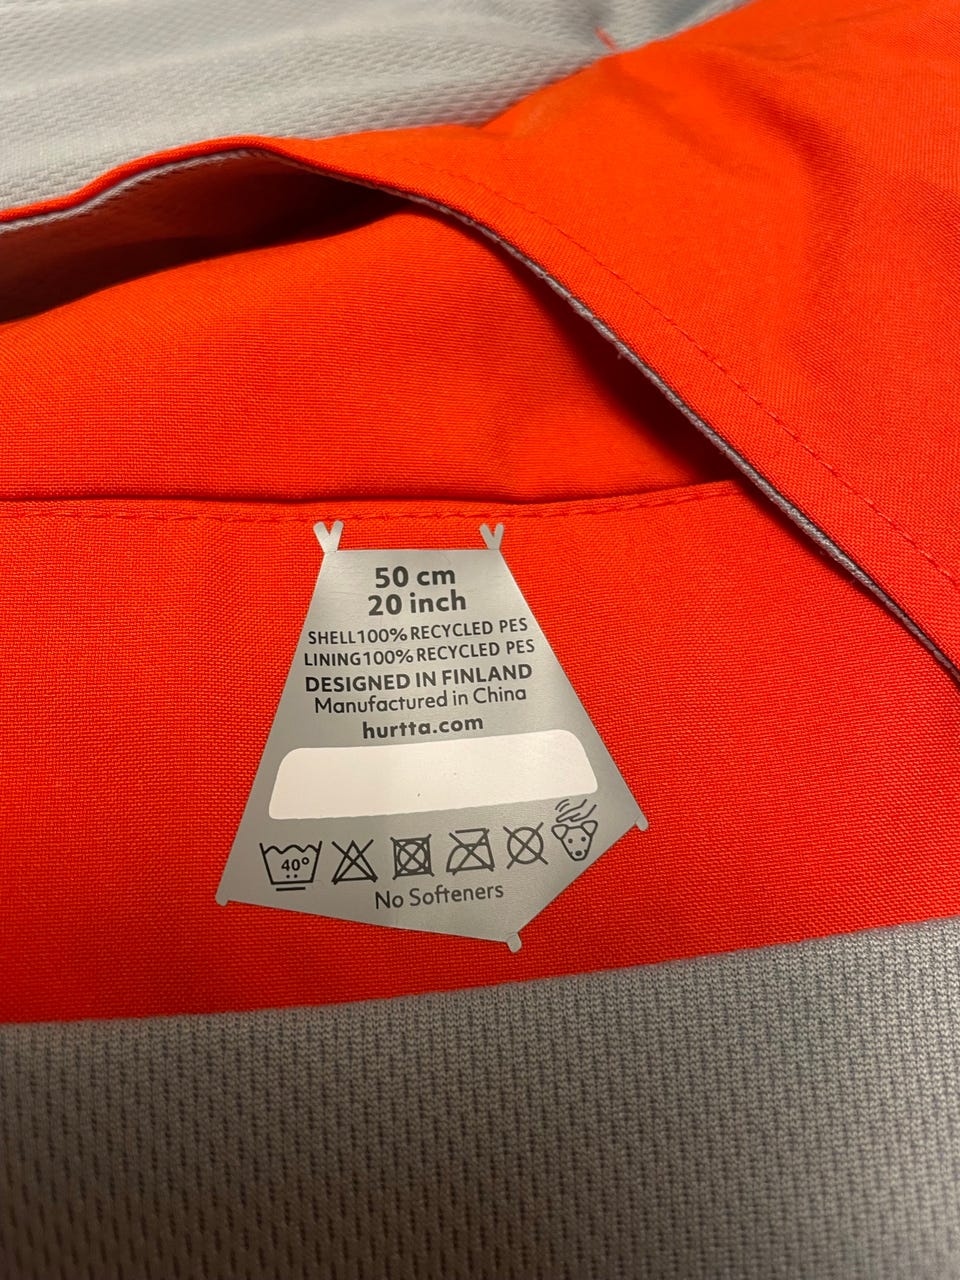 50 cm
20 inch
SHELL100% RECYCLED PES
LINING100% RECYCLED PES
DESIGNED IN FINLAND
Manufactured in China
hurtta.com
40°
No Softeners